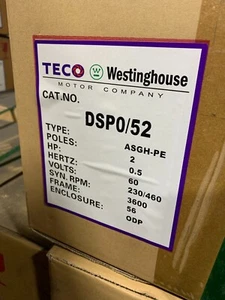 TECO Westinghouse
MOTOR COMPANY
CAT.NO.
DSP0/52
TYPE: ASGH-PE
POLES: 2
HP: 0.5
HERTZ: 60
VOLTS: 230/460
SYN. RPM: 3600
FRAME: 56
ENCLOSURE: ODP